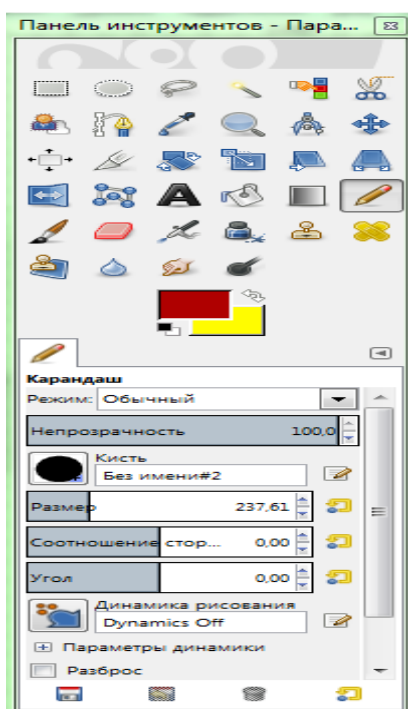 Панель инструментов - Пара...
Карандаш
Режим: Обычный
Непрозрачность 100,0
Кисть
Без имени#2
Размер 237,61
Соотношение стор... 0,00
Угол 0,00
Динамика рисования
Dynamics Off
Параметры динамики
Разброс